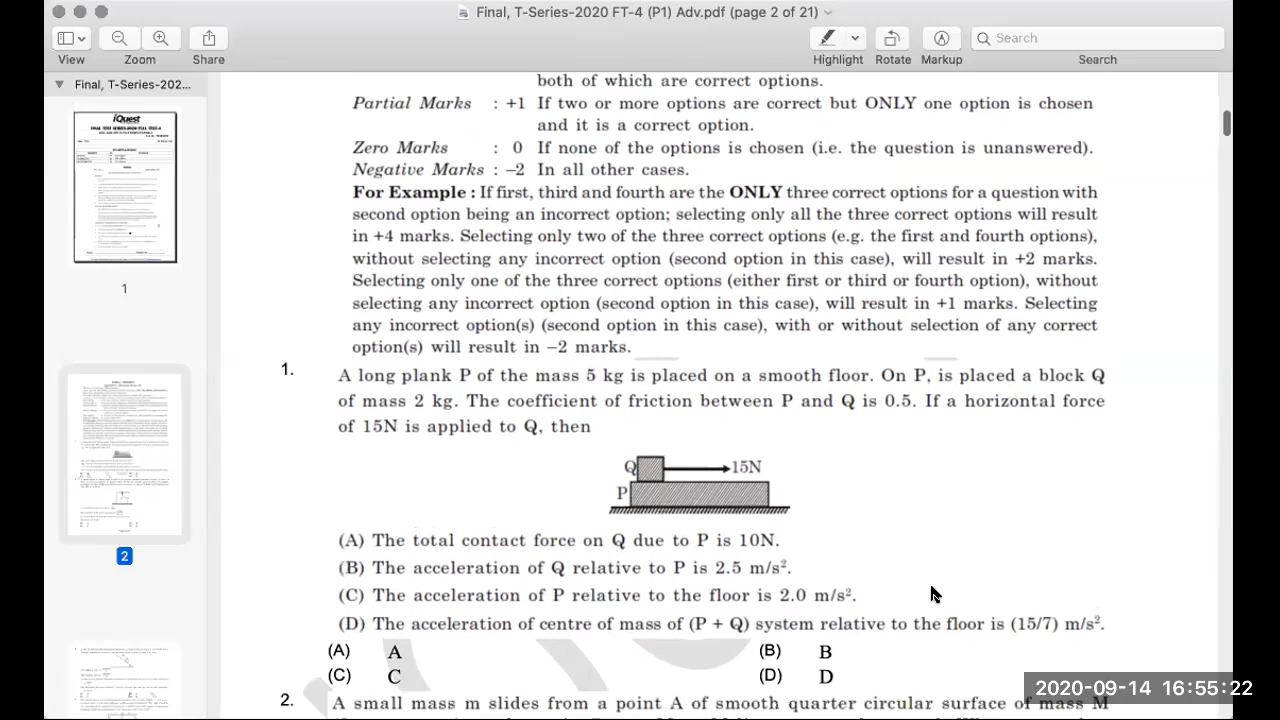 Final, T-Series-2020 FT-4 (P1) Adv.pdf (page 2 of 21)
View
Zoom
Share
Highlight
Rotate
Markup
Search
Search
Final, T-Series-202...
iQuest
FINAL TEST SERIES-2020 FULL TEST-4
1
2
both of which are correct options.
Partial Marks : +1 If two or more options are correct but ONLY one option is chosen
and it is a correct option.
Zero Marks : 0 If none of the options is chosen (i.e. the question is unanswered).
Negative Marks : –2 In all other cases.
For Example : If first, third and fourth are the ONLY three correct options for a question with
second option being an incorrect option; selecting only all the three correct options will result
in +4 marks. Selecting only two of the three correct options (e.g. the first and fourth options),
without selecting any incorrect option (second option in this case), will result in +2 marks.
Selecting only one of the three correct options (either first or third or fourth option), without
selecting any incorrect option (second option in this case), will result in +1 marks. Selecting
any incorrect option(s) (second option in this case), with or without selection of any correct
option(s) will result in –2 marks.
1.
A long plank P of the mass 5 kg is placed on a smooth floor. On P, is placed a block Q
of mass 2 kg. The coefficient of friction between P and Q is 0.5. If a horizontal force
of 15N is applied to Q, then
Q 15N
P
(A) The total contact force on Q due to P is 10N.
(B) The acceleration of Q relative to P is 2.5 m/s².
(C) The acceleration of P relative to the floor is 2.0 m/s².
(D) The acceleration of centre of mass of (P + Q) system relative to the floor is (15/7) m/s².
(A) A (B) B
(C) C (D) D
2020-09-14 16:55:22
2.